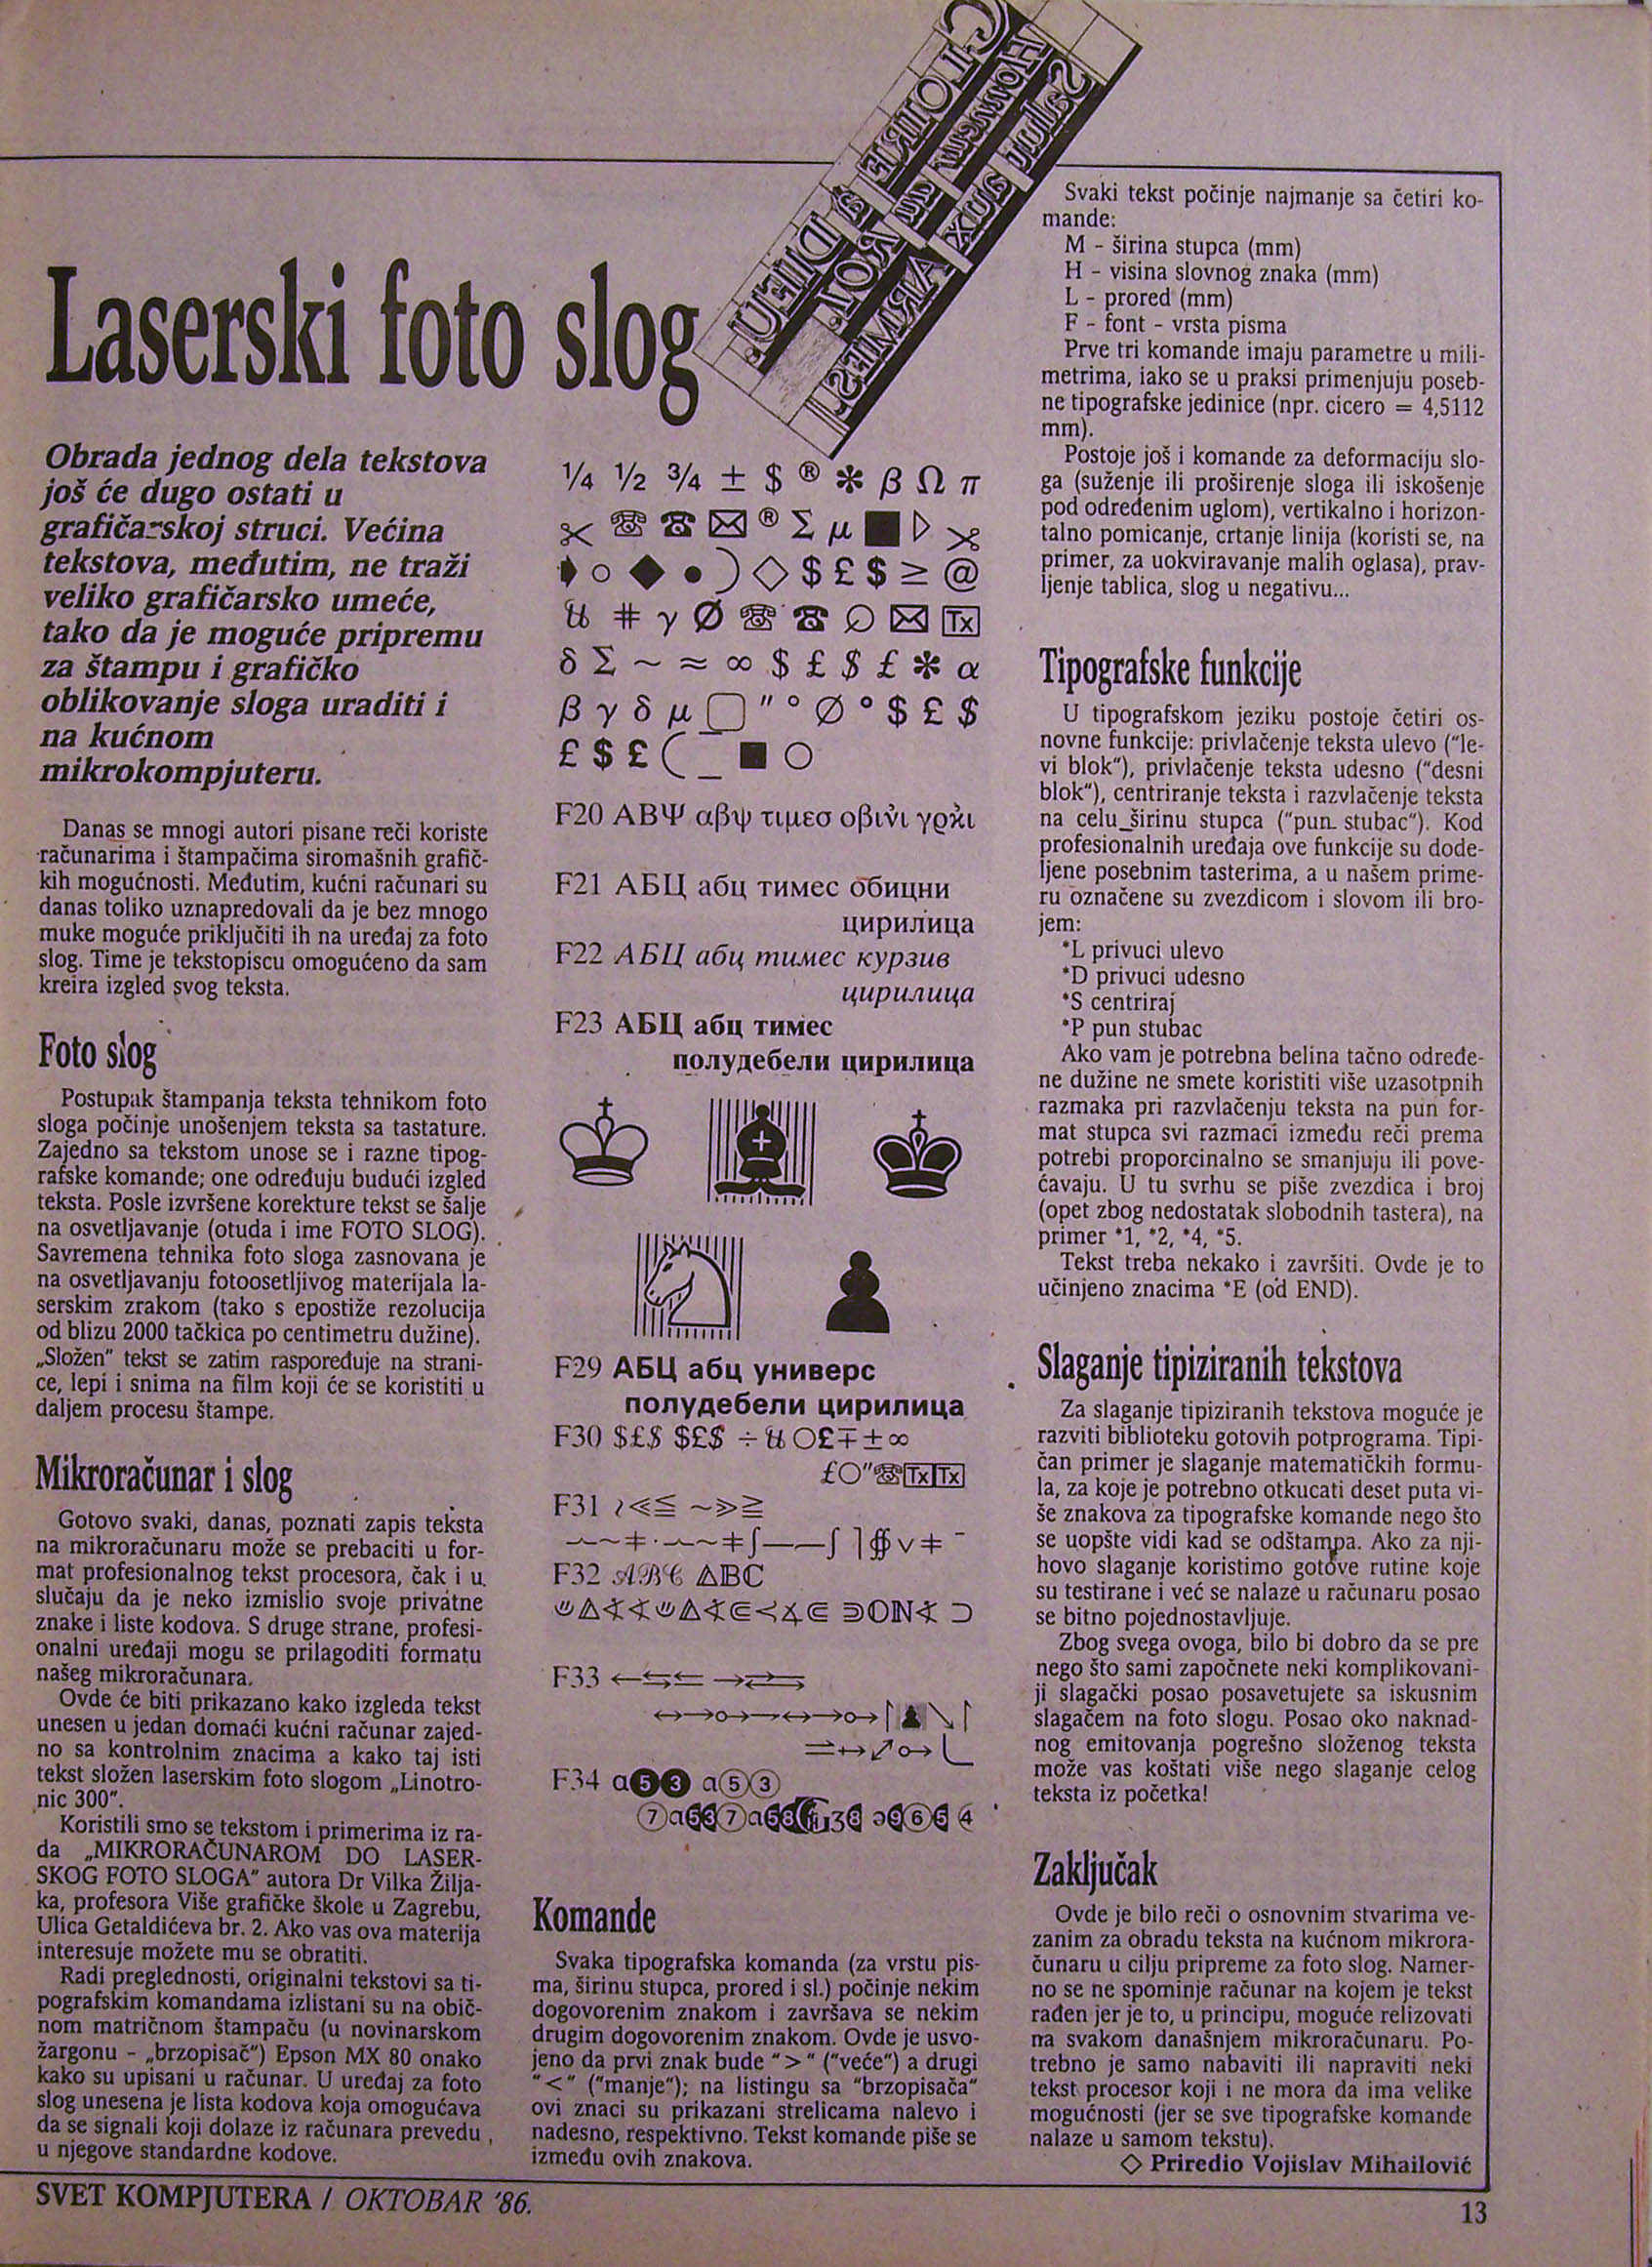 Laserski foto slog
Obrada jednog dela tekstova
još će dugo ostati u
grafičarskoj struci. Većina
tekstova, međutim, ne traži
veliko grafičarsko umeće,
tako da je moguće pripremu
za štampu i grafičko
oblikovanje sloga uraditi i
na kućnom
mikrokompjuteru.
Danas se mnogi autori pisane reči koriste
računarima i štampačima siromašnih grafič-
kih mogućnosti. Međutim, kućni računari su
danas toliko uznapredovali da je bez mnogo
muke moguće priključiti ih na uređaj za foto
slog. Time je tekstopiscu omogućeno da sam
kreira izgled svog teksta.
Foto slog
Postupak štampanja teksta tehnikom foto
sloga počinje unošenjem teksta sa tastature.
Zajedno sa tekstom unose se i razne tipog-
rafske komande; one određuju budući izgled
teksta. Posle izvršene korekture tekst se šalje
na osvetljavanje (otuda i ime FOTO SLOG).
Savremena tehnika foto sloga zasnovana je
na osvetljavanju fotoosetljivog materijala la-
serskim zrakom (tako s epostiže rezolucija
od blizu 2000 tačkica po centimetru dužine).
„Složen” tekst se zatim raspoređuje na strani-
ce, lepi i snima na film koji će se koristiti u
daljem procesu štampe.
Mikroračunar i slog
Gotovo svaki, danas, poznati zapis teksta
na mikroračunaru može se prebaciti u for-
mat profesionalnog tekst procesora, čak i u
slučaju da je neko izmislio svoje privatne
znake i liste kodova. S druge strane, profesi-
onalni uređaji mogu se prilagoditi formatu
našeg mikroračunara.
Ovde će biti prikazano kako izgleda tekst
unesen u jedan domaći kućni računar zajed-
no sa kontrolnim znacima a kako taj isti
tekst složen laserskim foto slogom „Linotro-
nic 300”.
Koristili smo se tekstom i primerima iz ra-
da „MIKRORAČUNAROM DO LASER-
SKOG FOTO SLOGA” autora Dr Vilka Žilja-
ka, profesora Više grafičke škole u Zagrebu,
Ulica Getaldićeva br. 2. Ako vas ova materija
interesuje možete mu se obratiti.
Radi preglednosti, originalni tekstovi sa ti-
pografskim komandama izlistani su na obič-
nom matričnom štampaču (u novinarskom
žargonu – „brzopisač”) Epson MX 80 onako
kako su upisani u računar. U uređaj za foto
slog unesena je lista kodova koja omogućava
da se signali koji dolaze iz računara prevedu
u njegove standardne kodove.
¼ ½ ¾ ± $ ® ✻ β Ω π
✂ ☏ ☎ ✉ ® Σ μ ■ ▷ ✂
➧ ○ ◆ ● ) ◇ $ £ $ ≥ @
# γ Ø ☏ ☎ ✉ Tx
δ Σ ~ ≈ ∞ $ £ $ £ ✻ α
β γ δ μ ▢ " ° Ø ° $ £ $
£ $ £ ( _ ■ ○
F20 ΑΒΨ αβψ τιμεσ οβιν̀ι γρκ̀ι
F21 АБЦ абц тимес обицни
цирилица
F22 АБЦ абц тимес курзив
цирилица
F23 АБЦ абц тимес
полудебели цирилица
F29 АБЦ абц универс
полудебели цирилица
F30 $£$ $£$ ÷ ○£∓±∞
£○"☏TxTx
F31 ≀⋞≦ ~⋟≧
F32 𝒜ℬ𝒞 𝔸𝔹ℂ
F33 ←⇆⇇ →⇄⇆
F34 a❺❸ a⑤③
Komande
Svaka tipografska komanda (za vrstu pis-
ma, širinu stupca, prored i sl.) počinje nekim
dogovorenim znakom i završava se nekim
drugim dogovorenim znakom. Ovde je usvo-
jeno da prvi znak bude “>“ (“veće“) a drugi
“<“ (“manje“); na listingu sa “brzopisača“
ovi znaci su prikazani strelicama nalevo i
nadesno, respektivno. Tekst komande piše se
između ovih znakova.
Svaki tekst počinje najmanje sa četiri ko-
mande:
M – širina stupca (mm)
H – visina slovnog znaka (mm)
L – prored (mm)
F – font – vrsta pisma
Prve tri komande imaju parametre u mili-
metrima, iako se u praksi primenjuju poseb-
ne tipografske jedinice (npr. cicero = 4,5112
mm).
Postoje još i komande za deformaciju slo-
ga (suženje ili proširenje sloga ili iskošenje
pod određenim uglom), vertikalno i horizon-
talno pomicanje, crtanje linija (koristi se, na
primer, za uokviravanje malih oglasa), prav-
ljenje tablica, slog u negativu...
Tipografske funkcije
U tipografskom jeziku postoje četiri os-
novne funkcije: privlačenje teksta ulevo (“le-
vi blok“), privlačenje teksta udesno (“desni
blok“), centriranje teksta i razvlačenje teksta
na celu širinu stupca (“pun stubac“). Kod
profesionalnih uređaja ove funkcije su dode-
ljene posebnim tasterima, a u našem prime-
ru označene su zvezdicom i slovom ili bro-
jem:
*L privuci ulevo
*D privuci udesno
*S centriraj
*P pun stubac
Ako vam je potrebna belina tačno određe-
ne dužine ne smete koristiti više uzasotpnih
razmaka pri razvlačenju teksta na pun for-
mat stupca svi razmaci između reči prema
potrebi proporcinalno se smanjuju ili pove-
ćavaju. U tu svrhu se piše zvezdica i broj
(opet zbog nedostatak slobodnih tastera), na
primer *1, *2, *4, *5.
Tekst treba nekako i završiti. Ovde je to
učinjeno znacima *E (od END).
Slaganje tipiziranih tekstova
Za slaganje tipiziranih tekstova moguće je
razviti biblioteku gotovih potprograma. Tipi-
čan primer je slaganje matematičkih formu-
la, za koje je potrebno otkucati deset puta vi-
še znakova za tipografske komande nego što
se uopšte vidi kad se odštampa. Ako za nji-
hovo slaganje koristimo gotove rutine koje
su testirane i već se nalaze u računaru posao
se bitno pojednostavljuje.
Zbog svega ovoga, bilo bi dobro da se pre
nego što sami započnete neki komplikovani-
ji slagački posao posavetujete sa iskusnim
slagačem na foto slogu. Posao oko naknad-
nog emitovanja pogrešno složenog teksta
može vas koštati više nego slaganje celog
teksta iz početka!
Zaključak
Ovde je bilo reči o osnovnim stvarima ve-
zanim za obradu teksta na kućnom mikrora-
čunaru u cilju pripreme za foto slog. Namer-
no se ne spominje računar na kojem je tekst
rađen jer je to, u principu, moguće relizovati
na svakom današnjem mikroračunaru. Po-
trebno je samo nabaviti ili napraviti neki
tekst procesor koji i ne mora da ima velike
mogućnosti (jer se sve tipografske komande
nalaze u samom tekstu).
◇ Priredio Vojislav Mihailović
SVET KOMPJUTERA / OKTOBAR '86.
13